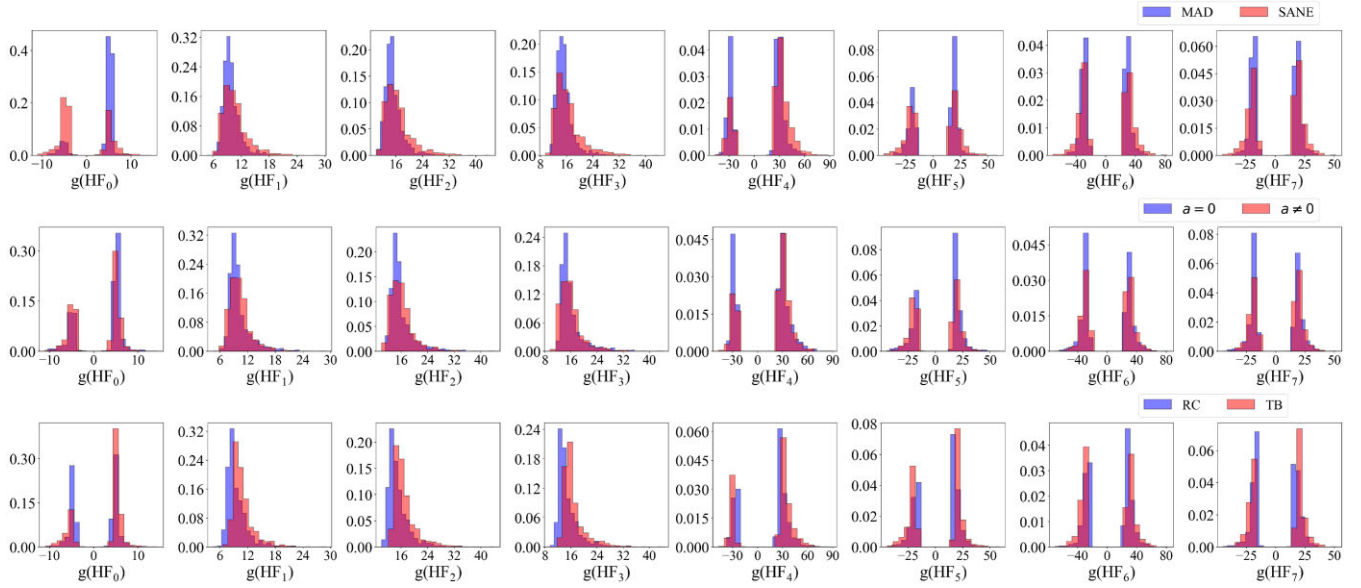 MAD SANE
0.4 0.32 0.20 0.20 0.04 0.08 0.04 0.060
0.24 0.15 0.15 0.03 0.06 0.03 0.045
0.2 0.16 0.10 0.10 0.02 0.04 0.02 0.030
0.08 0.05 0.05 0.01 0.02 0.01 0.015
0.0 0.00 0.00 0.00 0.00 0.00 0.00 0.000
−10 0 10 6 12 18 24 30 16 24 32 40 8 16 24 32 40 −30 0 30 60 90 −25 0 25 50 −40 0 40 80 −25 0 25 50
g(HF0) g(HF1) g(HF2) g(HF3) g(HF4) g(HF5) g(HF6) g(HF7)
a = 0 a ≠ 0
0.30 0.32 0.20 0.24 0.045 0.08 0.045 0.08
0.24 0.15 0.18 0.030 0.06 0.030 0.06
0.15 0.16 0.10 0.12 0.04 0.04
0.08 0.05 0.06 0.015 0.02 0.015 0.02
0.00 0.00 0.00 0.00 0.000 0.00 0.000 0.00
−10 0 10 6 12 18 24 30 16 24 32 40 8 16 24 32 40 −30 0 30 60 90 −25 0 25 50 −40 0 40 80 −25 0 25 50
g(HF0) g(HF1) g(HF2) g(HF3) g(HF4) g(HF5) g(HF6) g(HF7)
RC TB
0.30 0.32 0.20 0.24 0.060 0.08 0.04 0.06
0.24 0.15 0.18 0.045 0.06 0.03
0.15 0.16 0.10 0.12 0.030 0.04 0.02 0.04
0.08 0.05 0.06 0.015 0.02 0.01 0.02
0.00 0.00 0.00 0.00 0.000 0.00 0.00 0.00
−10 0 10 6 12 18 24 30 16 24 32 40 8 16 24 32 40 −30 0 30 60 90 −25 0 25 50 −40 0 40 80 −25 0 25 50
g(HF0) g(HF1) g(HF2) g(HF3) g(HF4) g(HF5) g(HF6) g(HF7)